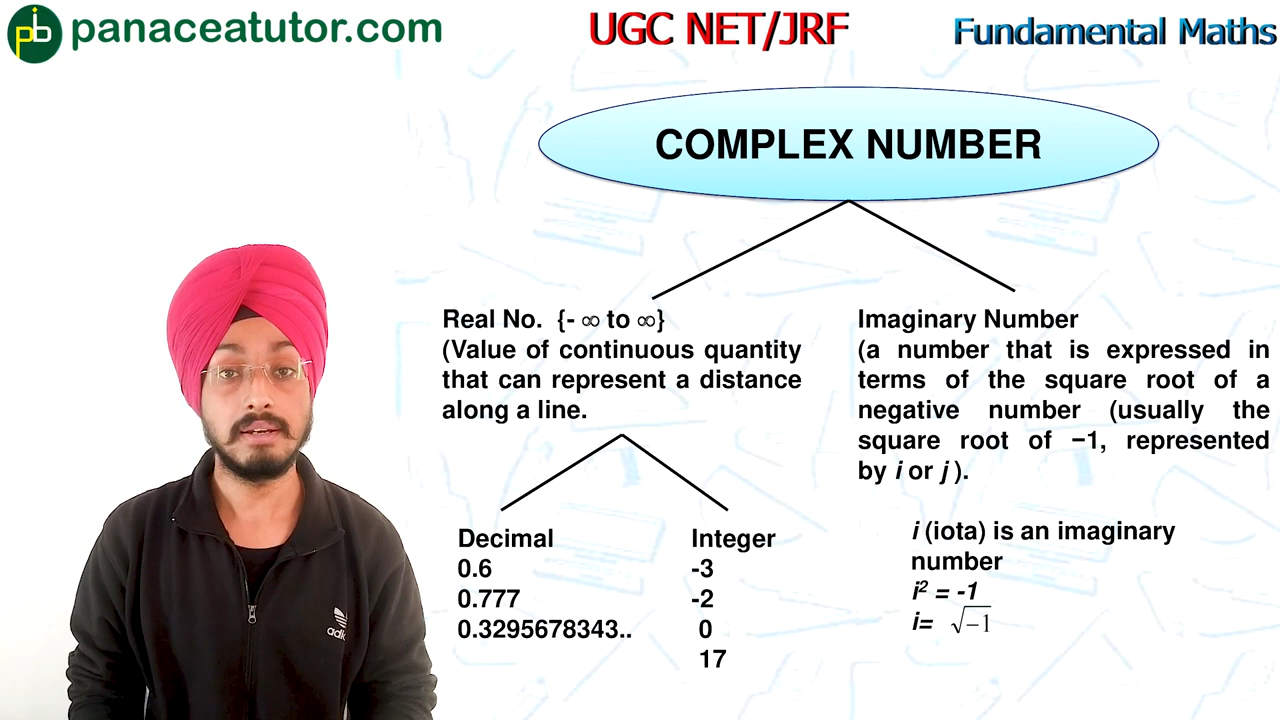 pb panaceatutor.com
UGC NET/JRF
Fundamental Maths
COMPLEX NUMBER
Real No. {- ∞ to ∞}
(Value of continuous quantity
that can represent a distance
along a line.
Decimal
0.6
0.777
0.3295678343..
Integer
-3
-2
0
17
Imaginary Number
(a number that is expressed in
terms of the square root of a
negative number (usually the
square root of −1, represented
by i or j ).
i (iota) is an imaginary
number
i² = -1
i= √−1